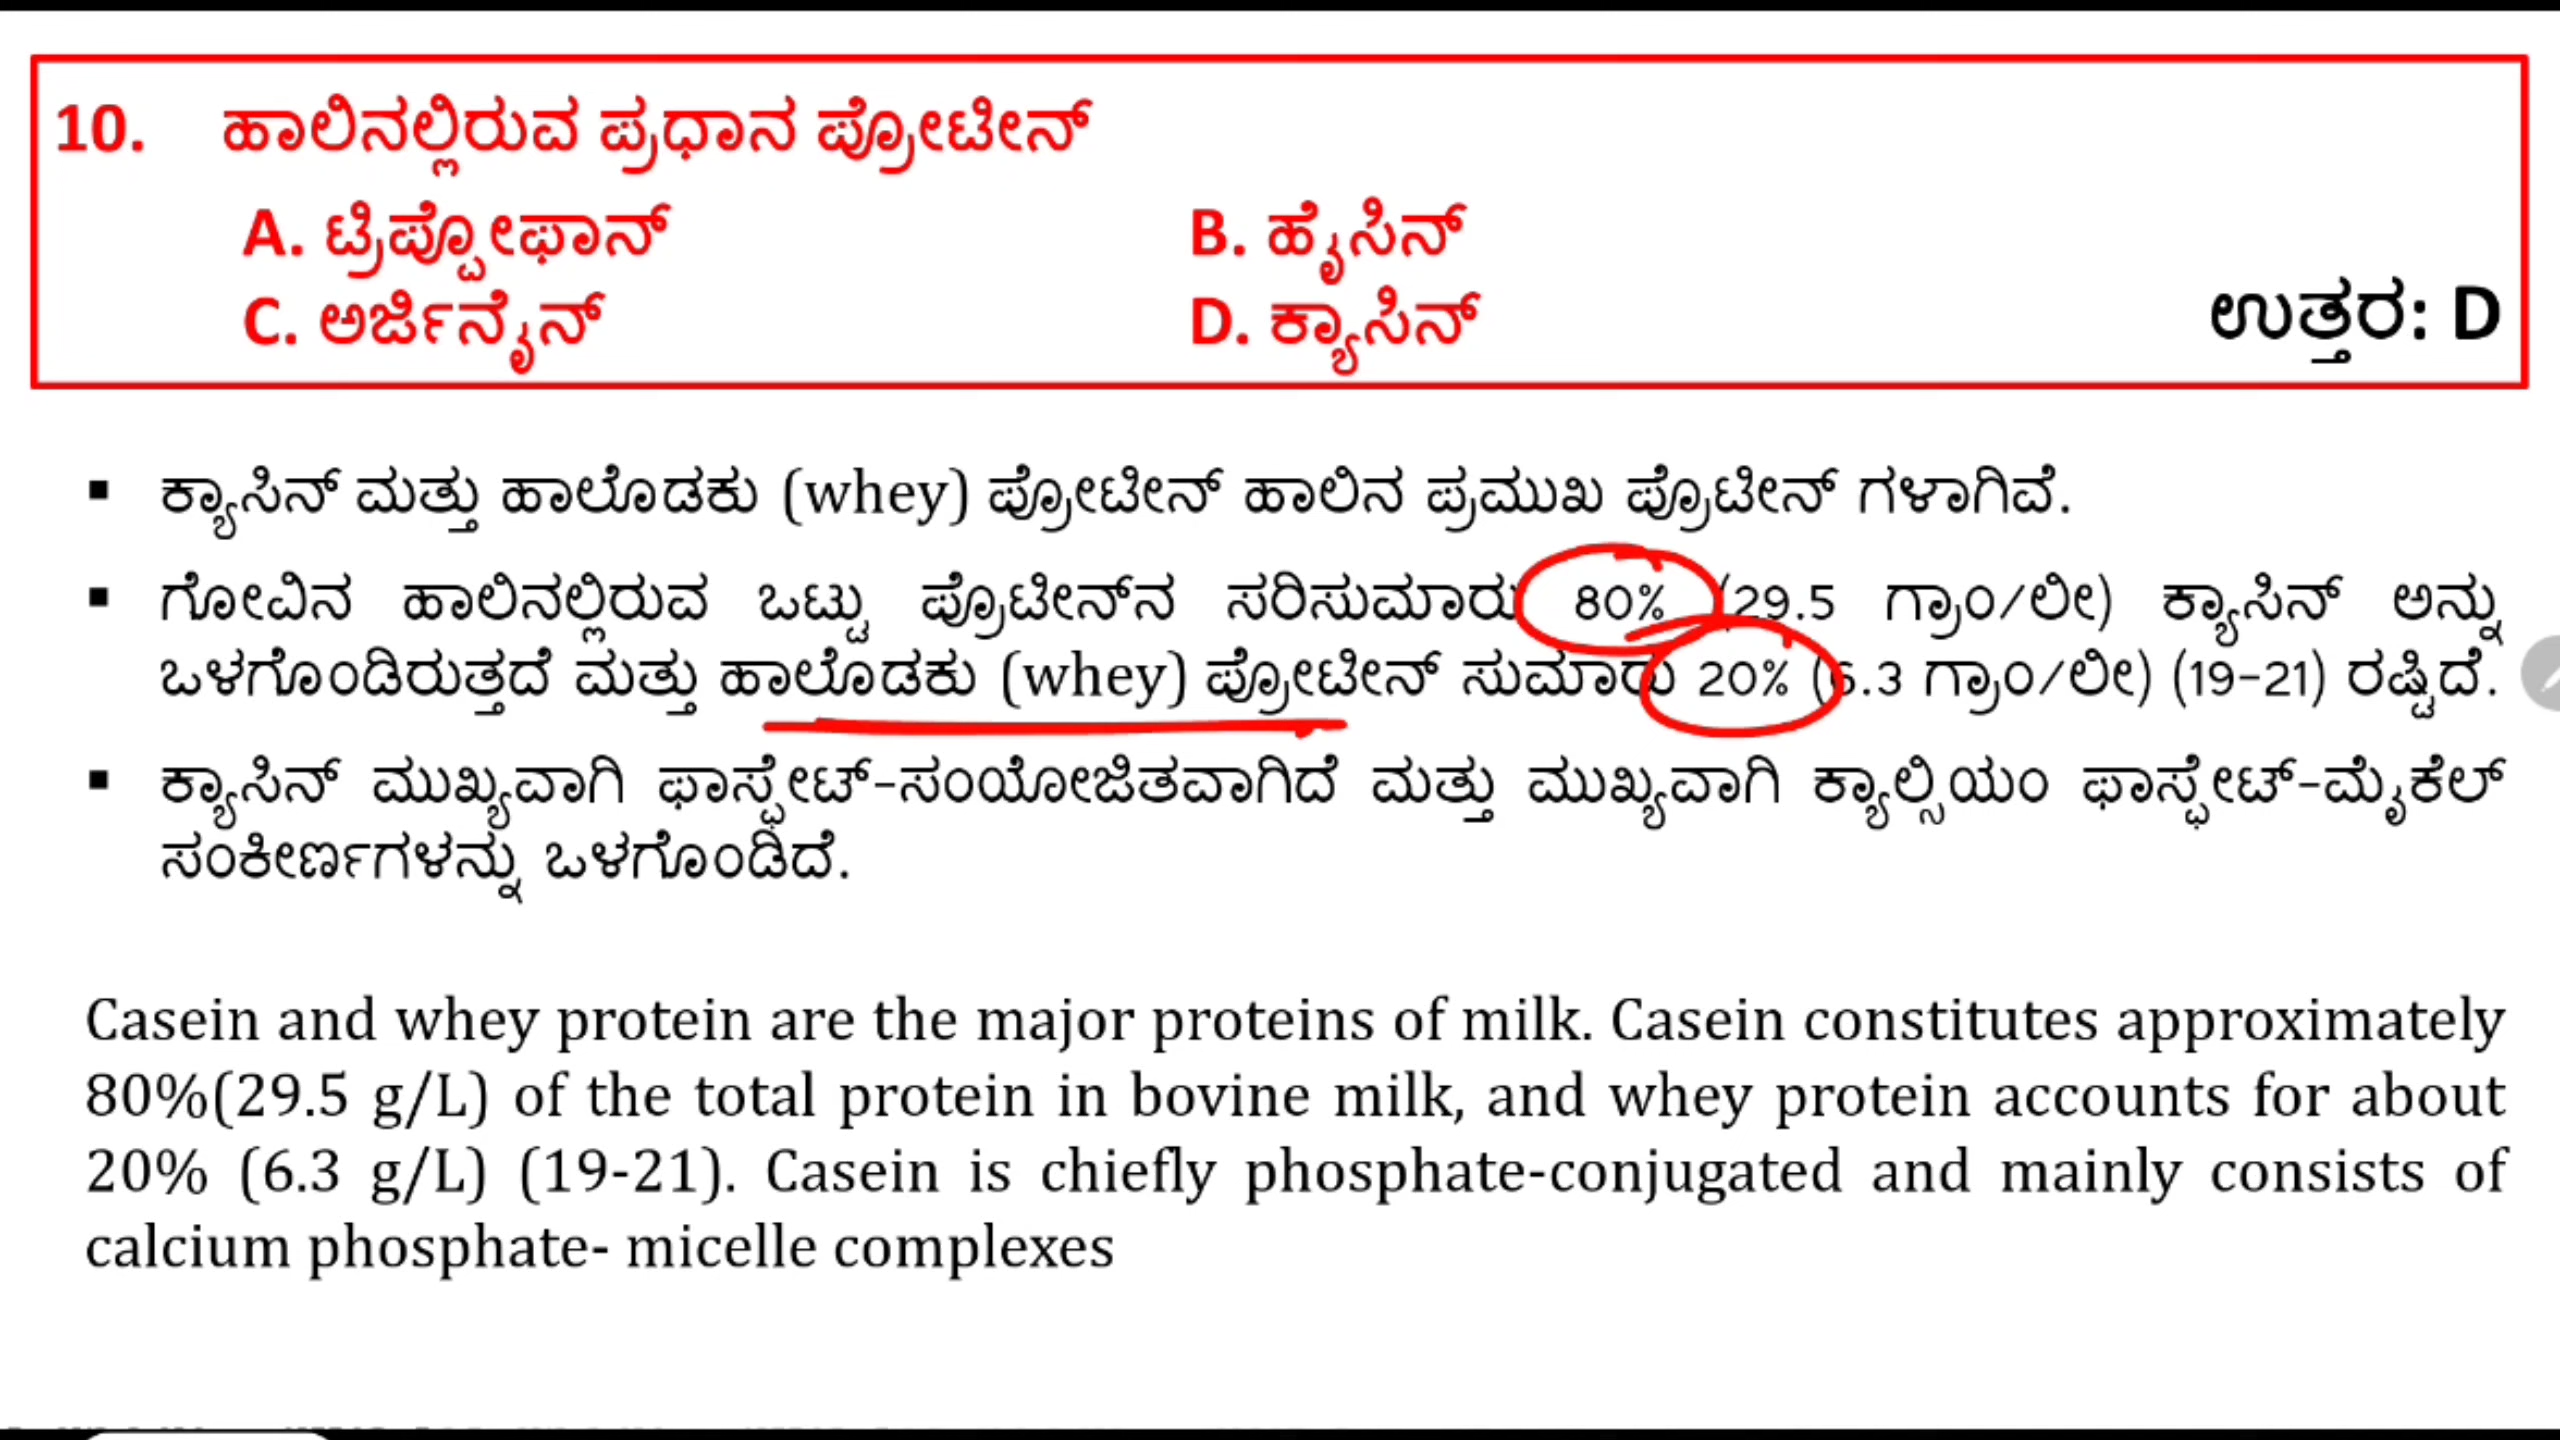 10. ಹಾಲಿನಲ್ಲಿರುವ ಪ್ರಧಾನ ಪ್ರೋಟೀನ್
A. ಟ್ರಿಪ್ಟೋಫಾನ್ B. ಹೈಸಿನ್
C. ಅರ್ಜಿನೈನ್ D. ಕ್ಯಾಸಿನ್ ಉತ್ತರ: D
▪ ಕ್ಯಾಸಿನ್ ಮತ್ತು ಹಾಲೊಡಕು (whey) ಪ್ರೋಟೀನ್ ಹಾಲಿನ ಪ್ರಮುಖ ಪ್ರೊಟೀನ್ ಗಳಾಗಿವೆ.
▪ ಗೋವಿನ ಹಾಲಿನಲ್ಲಿರುವ ಒಟ್ಟು ಪ್ರೊಟೀನ್‌ನ ಸರಿಸುಮಾರು 80% (29.5 ಗ್ರಾಂ/ಲೀ) ಕ್ಯಾಸಿನ್ ಅನ್ನು
ಒಳಗೊಂಡಿರುತ್ತದೆ ಮತ್ತು ಹಾಲೊಡಕು (whey) ಪ್ರೋಟೀನ್ ಸುಮಾರು 20% (6.3 ಗ್ರಾಂ/ಲೀ) (19-21) ರಷ್ಟಿದೆ.
▪ ಕ್ಯಾಸಿನ್ ಮುಖ್ಯವಾಗಿ ಫಾಸ್ಫೇಟ್-ಸಂಯೋಜಿತವಾಗಿದೆ ಮತ್ತು ಮುಖ್ಯವಾಗಿ ಕ್ಯಾಲ್ಸಿಯಂ ಫಾಸ್ಫೇಟ್-ಮೈಕೆಲ್
ಸಂಕೀರ್ಣಗಳನ್ನು ಒಳಗೊಂಡಿದೆ.
Casein and whey protein are the major proteins of milk. Casein constitutes approximately
80%(29.5 g/L) of the total protein in bovine milk, and whey protein accounts for about
20% (6.3 g/L) (19-21). Casein is chiefly phosphate-conjugated and mainly consists of
calcium phosphate- micelle complexes